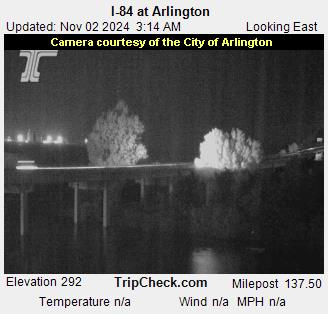 I-84 at Arlington
Updated: Nov 02 2024 3:14 AM Looking East
Camera courtesy of the City of Arlington
Elevation 292 TripCheck.com Milepost 137.50
Temperature n/a Wind n/a MPH n/a